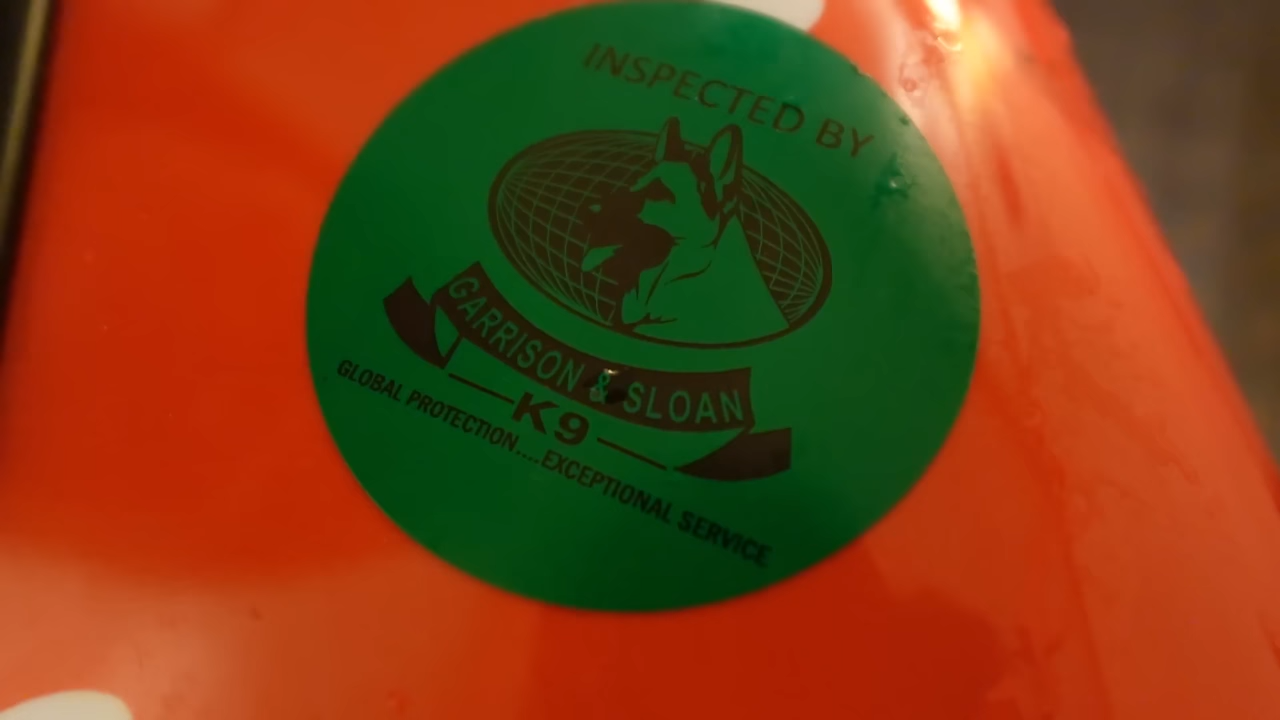 INSPECTED BY
GARRISON & SLOAN
K9
GLOBAL PROTECTION....EXCEPTIONAL SERVICE